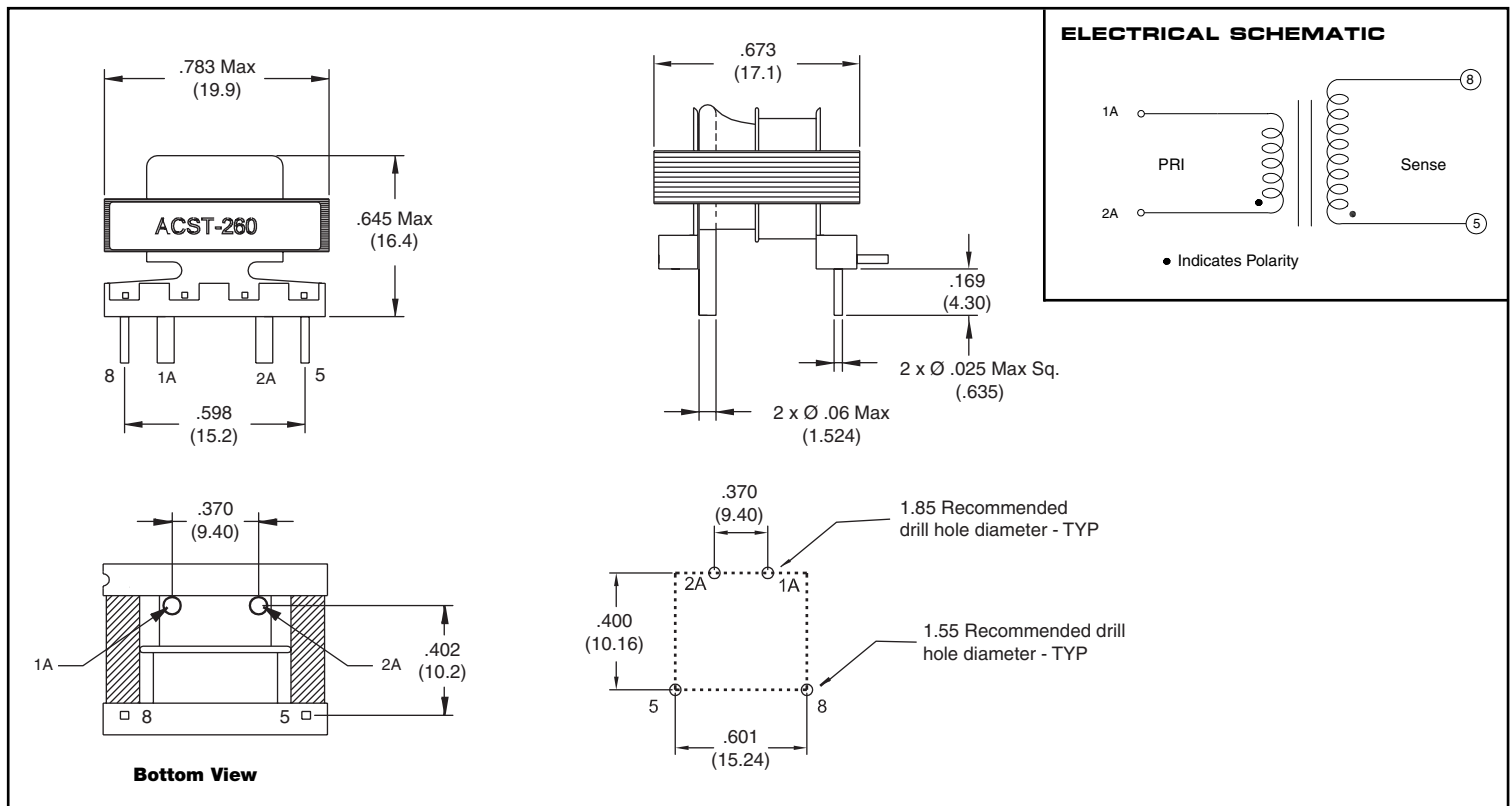 .783 Max
(19.9)
ACST-260
.645 Max
(16.4)
8
1A
2A
5
.598
(15.2)
.673
(17.1)
.169
(4.30)
2 x Ø .025 Max Sq.
(.635)
2 x Ø .06 Max
(1.524)
ELECTRICAL SCHEMATIC
1A
8
PRI
Sense
2A
5
● Indicates Polarity
.370
(9.40)
1A
2A
.402
(10.2)
8
5
Bottom View
.370
(9.40)
1.85 Recommended
drill hole diameter - TYP
2A
1A
.400
(10.16)
1.55 Recommended drill
hole diameter - TYP
5
8
.601
(15.24)